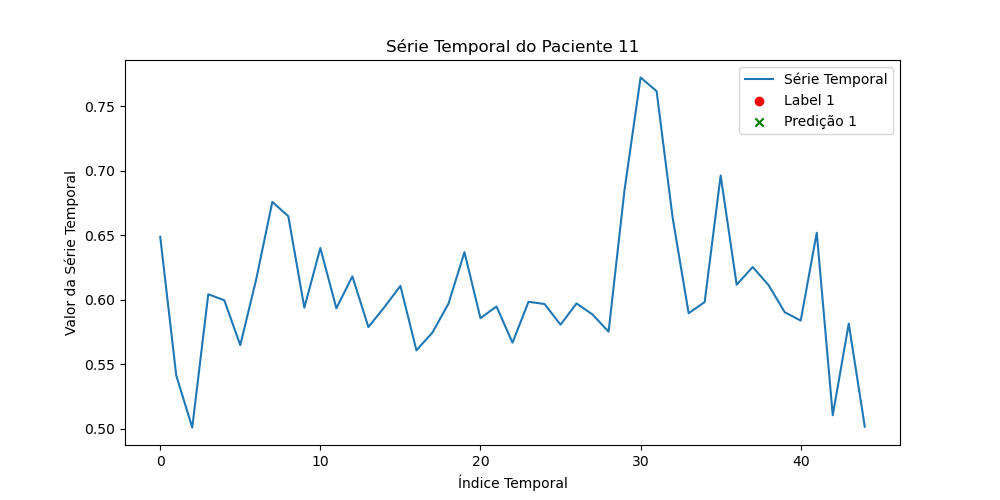 Série Temporal do Paciente 11
Série Temporal
Label 1
Predição 1
Valor da Série Temporal
0.75
0.70
0.65
0.60
0.55
0.50
0 10 20 30 40
Índice Temporal